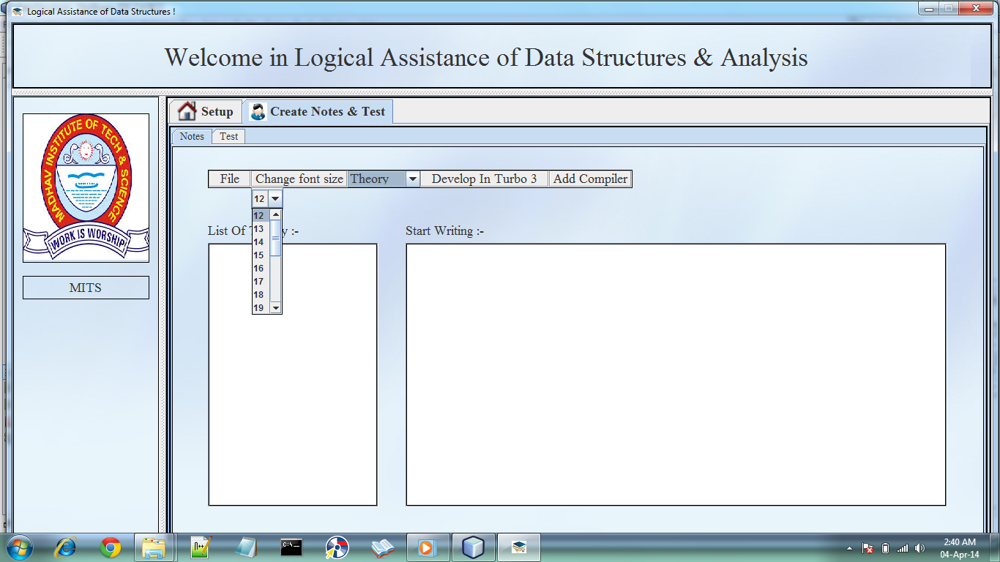 Logical Assistance of Data Structures !
Welcome in Logical Assistance of Data Structures & Analysis
MADHAV INSTITUTE OF TECH & SCIENCE
WORK IS WORSHIP
MITS
Setup
Create Notes & Test
Notes
Test
File
Change font size
Theory
Develop In Turbo 3
Add Compiler
12
12
13
14
15
16
17
18
19
List Of
y :-
Start Writing :-
C:\
2:40 AM
04-Apr-14